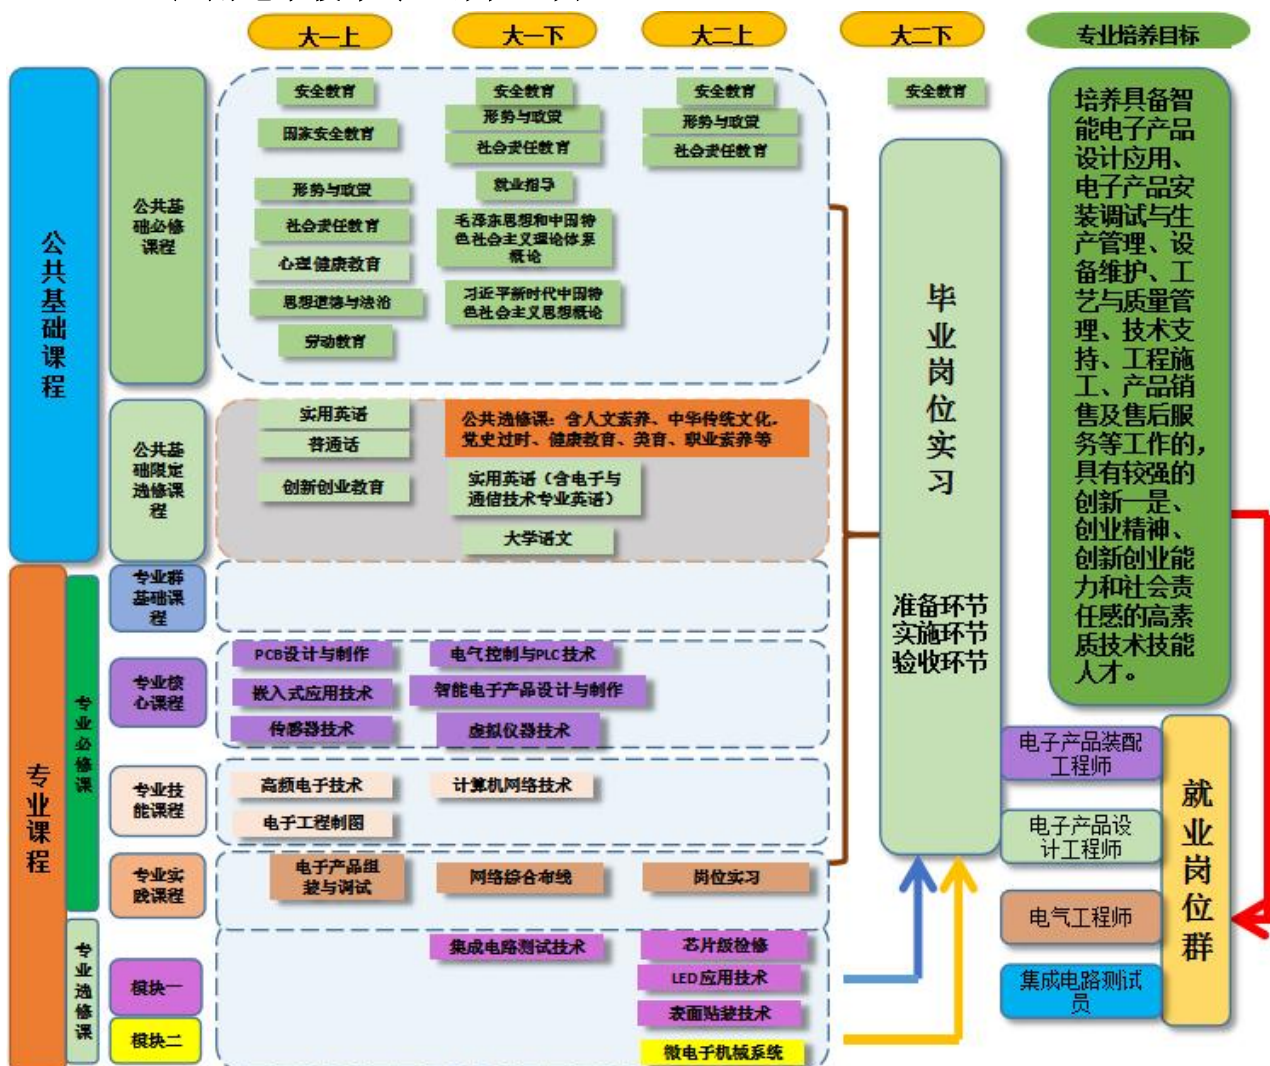 大一上
大一下
大二上
大二下
专业培养目标
公共基础课程
公共基
础必修
课程
安全教育
国家安全教育
形势与政策
社会责任教育
心理健康教育
思想道德与法治
劳动教育
安全教育
形势与政策
社会责任教育
就业指导
毛泽东思想和中国特
色社会主义理论体系
概论
习近平新时代中国特
色社会主义思想概论
安全教育
形势与政策
社会责任教育
安全教育
毕业岗位实习
准备环节
实施环节
验收环节
培养具备智
能电子产品
设计应用、
电子产品安
装调试与生
产管理、设
备维护、工
艺与质量管
理、技术支
持、工程施
工、产品销
售及售后服
务等工作的，
具有较强的
创新一是、
创业精神、
创新创业能
力和社会责
任感的高素
质技术技能
人才。
公共基
础限定
选修课
程
实用英语
普通话
创新创业教育
公共选修课：含人文素养、中华传统文化、
党史过时、健康教育、美育、职业素养等
实用英语（含电子与
通信技术专业英语）
大学语文
专业课程
专业必修课
专业群
基础课
程
专业核
心课程
PCB设计与制作
嵌入式应用技术
传感器技术
电气控制与PLC技术
智能电子产品设计与制作
虚拟仪器技术
专业技
能课程
高频电子技术
电子工程制图
计算机网络技术
专业实
践课程
电子产品组
装与调试
网络综合布线
岗位实习
专业选修课
模块一
模块二
集成电路测试技术
芯片级检修
LED应用技术
表面贴装技术
微电子机械系统
电子产品装配
工程师
电子产品设
计工程师
电气工程师
集成电路测试
员
就业岗位群